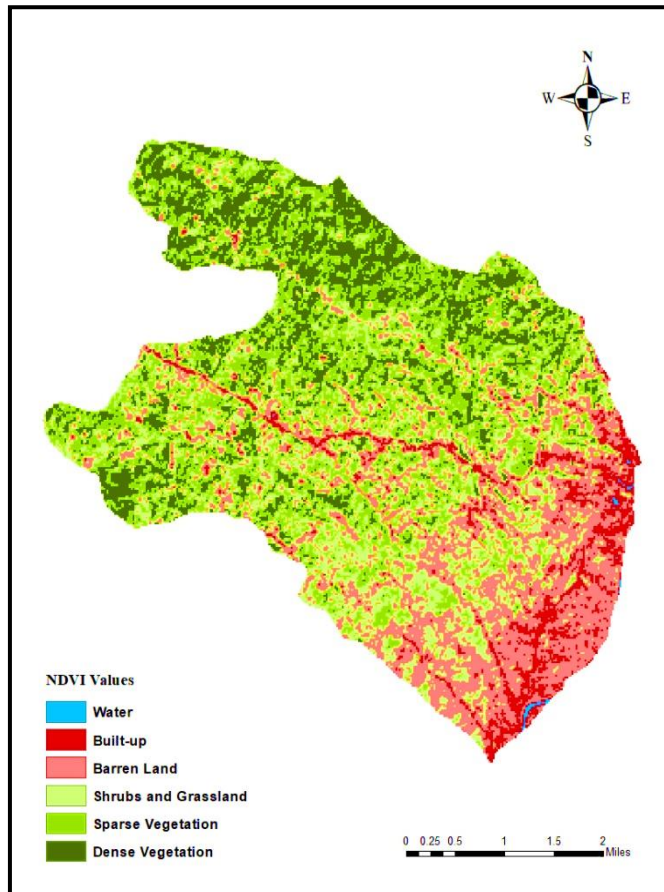 N
W E
S
NDVI Values
Water
Built-up
Barren Land
Shrubs and Grassland
Sparse Vegetation
Dense Vegetation
0 0.25 0.5 1 1.5 2
Miles